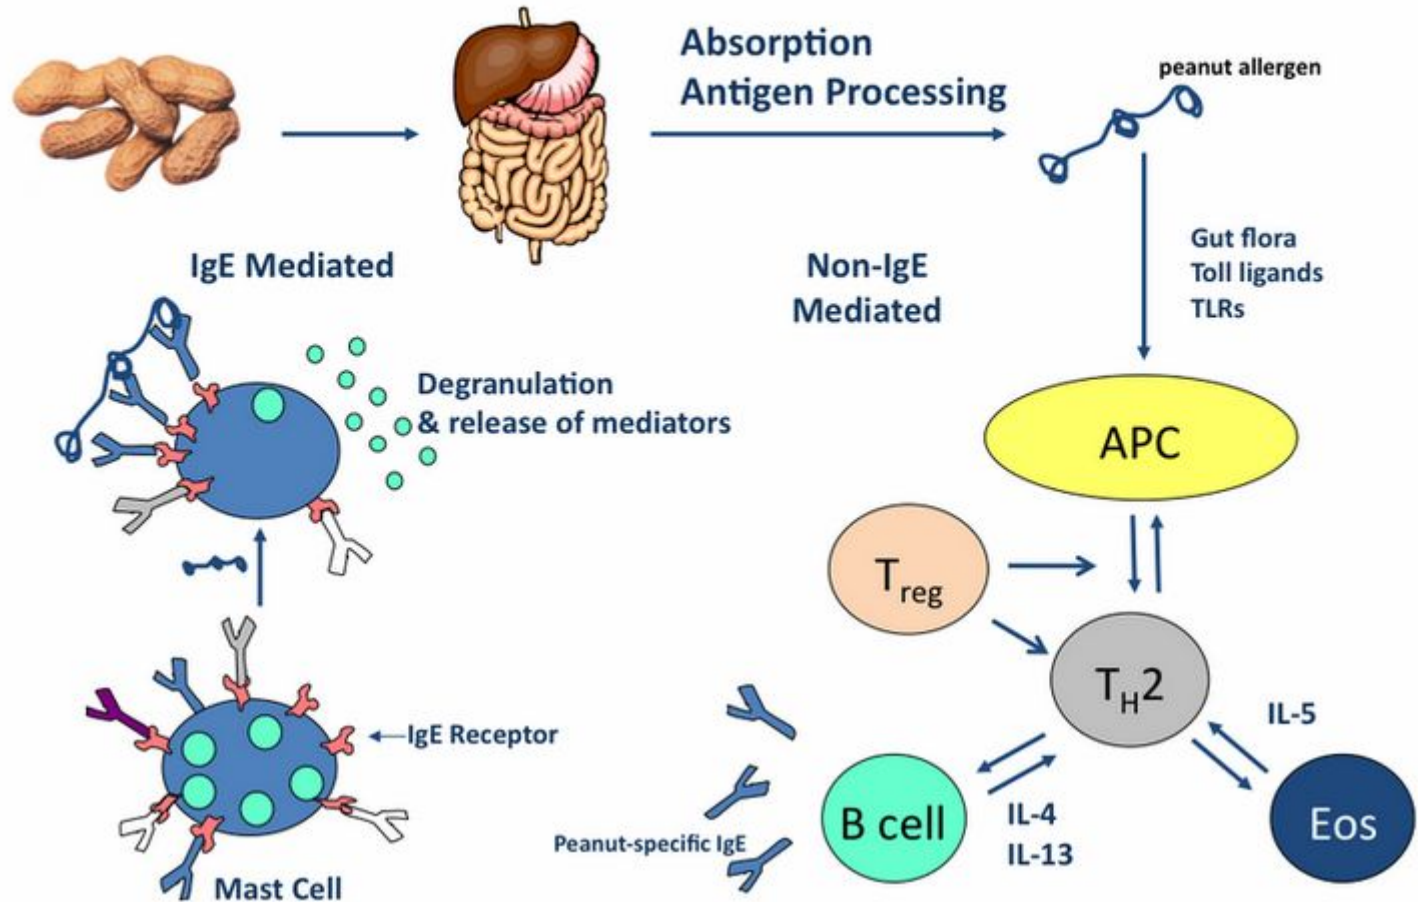 Absorption
Antigen Processing
peanut allergen
Gut flora
Toll ligands
TLRs
IgE Mediated
Non-IgE
Mediated
Degranulation
& release of mediators
APC
Treg
TH2
IL-5
IgE Receptor
B cell
IL-4
IL-13
Eos
Peanut-specific IgE
Mast Cell